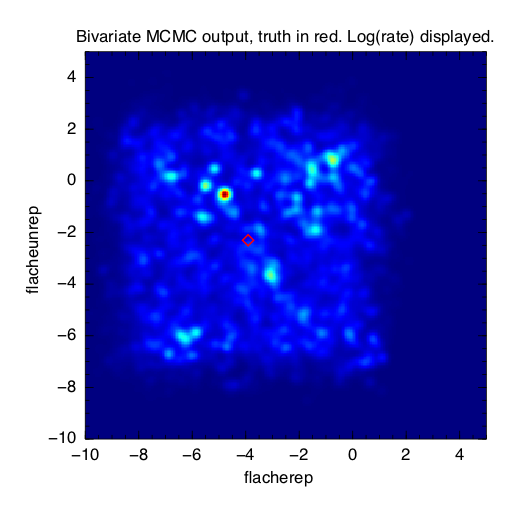 Bivariate MCMC output, truth in red. Log(rate) displayed.
4
2
0
−2
−4
−6
−8
−10
flacheunrep
−10 −8 −6 −4 −2 0 2 4
flacherep